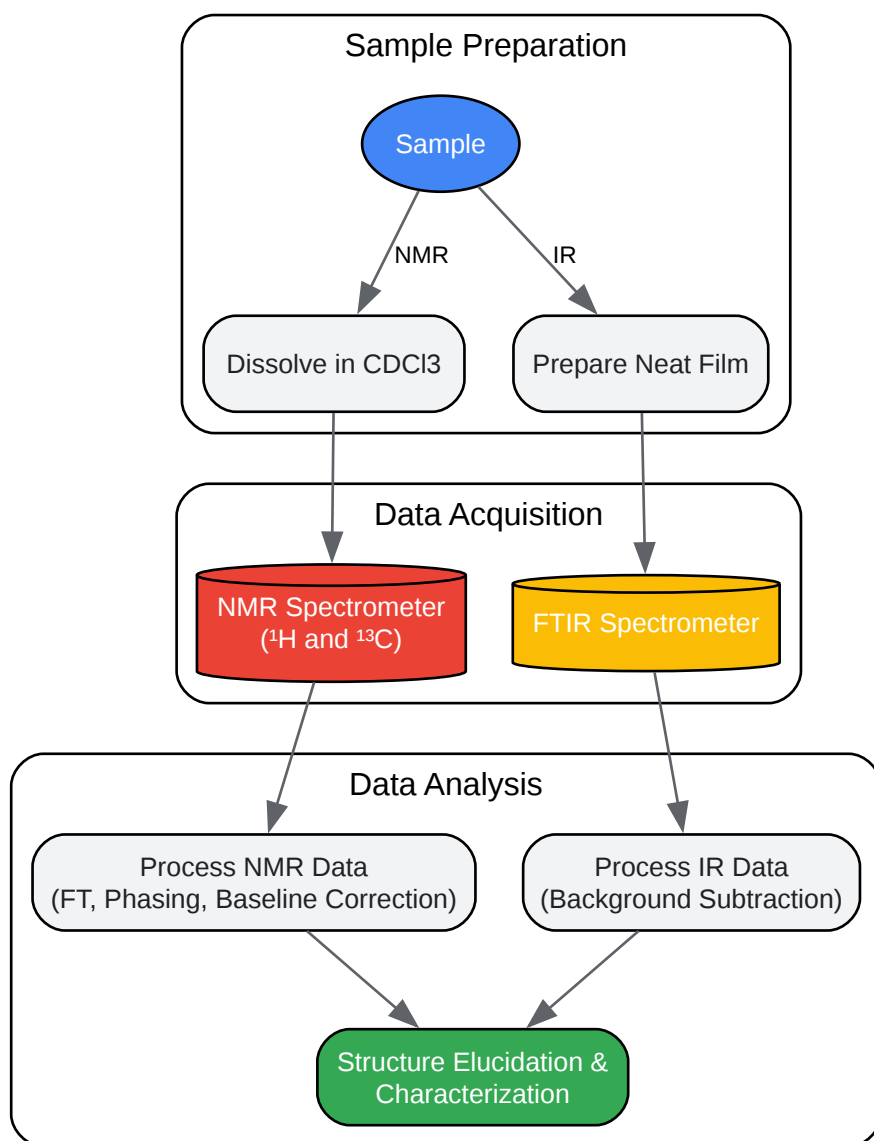 Sample Preparation
Sample
NMR
IR
Dissolve in CDCl3
Prepare Neat Film
Data Acquisition
NMR Spectrometer
(¹H and ¹³C)
FTIR Spectrometer
Data Analysis
Process NMR Data
(FT, Phasing, Baseline Correction)
Process IR Data
(Background Subtraction)
Structure Elucidation &
Characterization